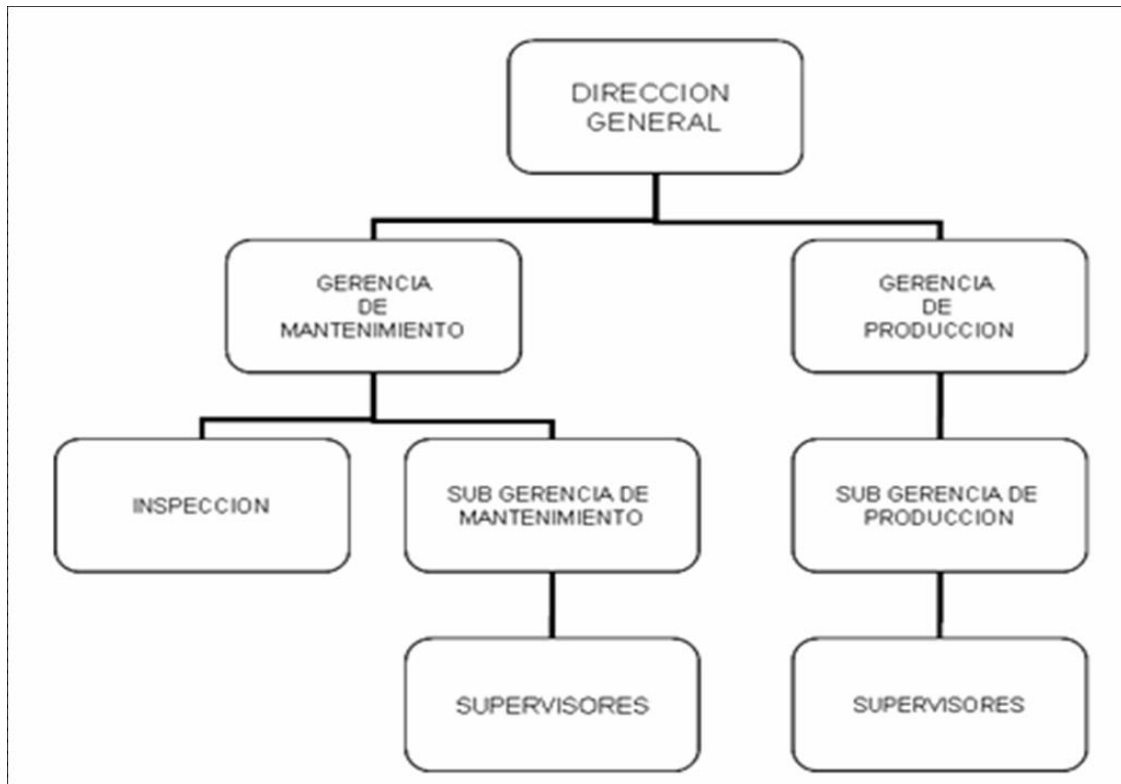 DIRECCION
GENERAL
GERENCIA
DE
MANTENIMIENTO
GERENCIA
DE
PRODUCCION
INSPECCION
SUB GERENCIA DE
MANTENIMIENTO
SUB GERENCIA DE
PRODUCCION
SUPERVISORES
SUPERVISORES